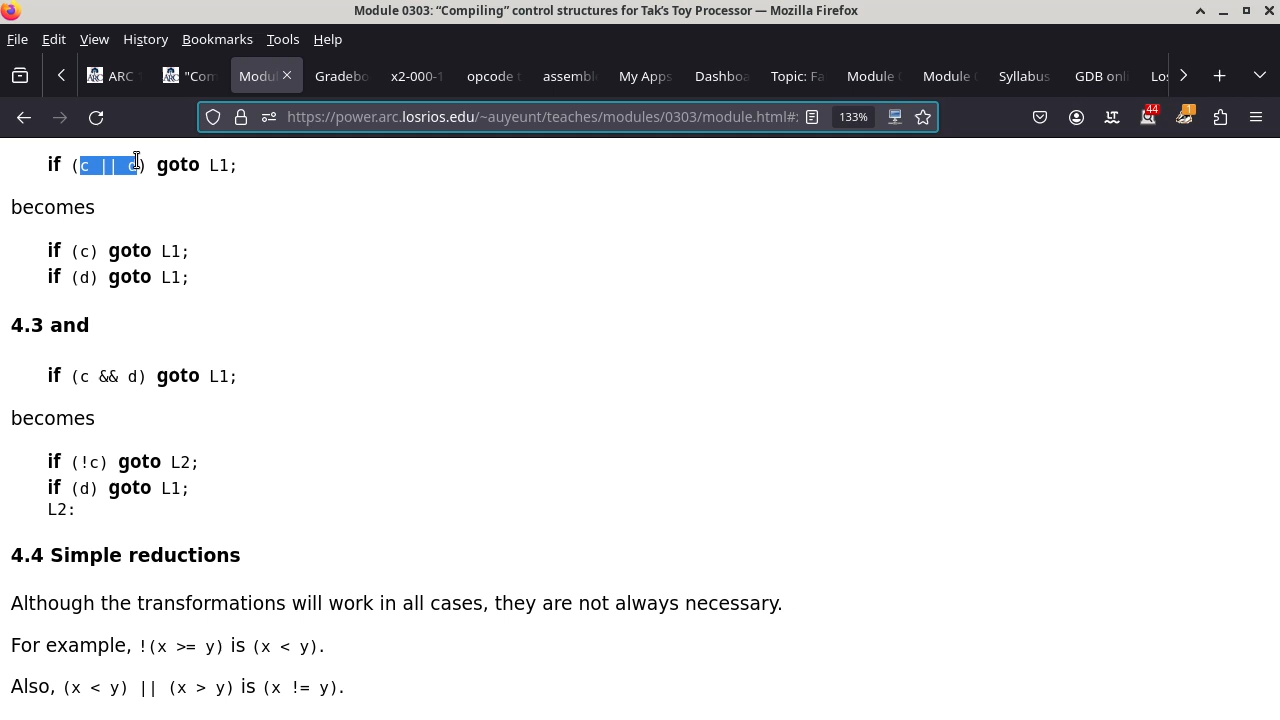 Module 0303: “Compiling” control structures for Tak’s Toy Processor — Mozilla Firefox
File Edit View History Bookmarks Tools Help
ARC "Com Modul Gradebo x2-000-1 opcode t assembl My Apps Dashboa Topic: Fa Module Module Syllabus GDB onl Los
https://power.arc.losrios.edu/~auyeunt/teaches/modules/0303/module.html#: 133% 44 1
if (c || d) goto L1;
becomes
if (c) goto L1;
if (d) goto L1;
4.3 and
if (c && d) goto L1;
becomes
if (!c) goto L2;
if (d) goto L1;
L2:
4.4 Simple reductions
Although the transformations will work in all cases, they are not always necessary.
For example, !(x >= y) is (x < y).
Also, (x < y) || (x > y) is (x != y).